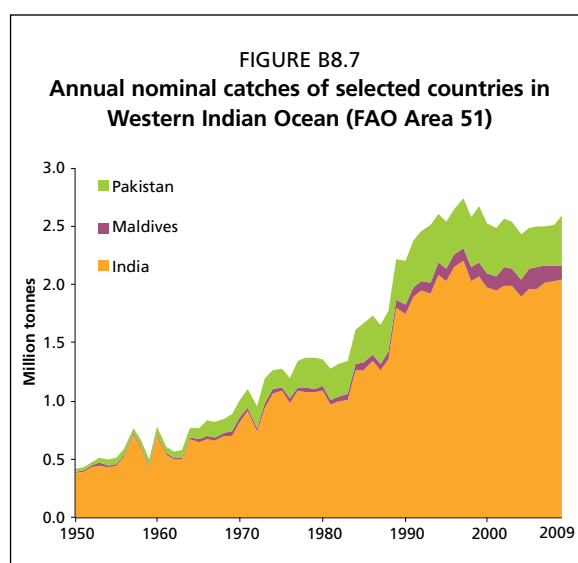 FIGURE B8.7
Annual nominal catches of selected countries in
Western Indian Ocean (FAO Area 51)
Million tonnes
3.0
2.5
2.0
1.5
1.0
0.5
0.0
Pakistan
Maldives
India
1950 1960 1970 1980 1990 2000 2009